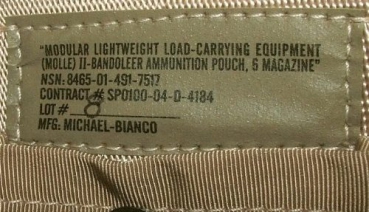 "MODULAR LIGHTWEIGHT LOAD-CARRYING EQUIPMENT
(MOLLE) II-BANDOLEER AMMUNITION POUCH, 6 MAGAZINE"
NSN: 8465-01-491-7517
CONTRACT# SPO100-04-D-4184
LOT # 8
MFG: MICHAEL-BIANCO